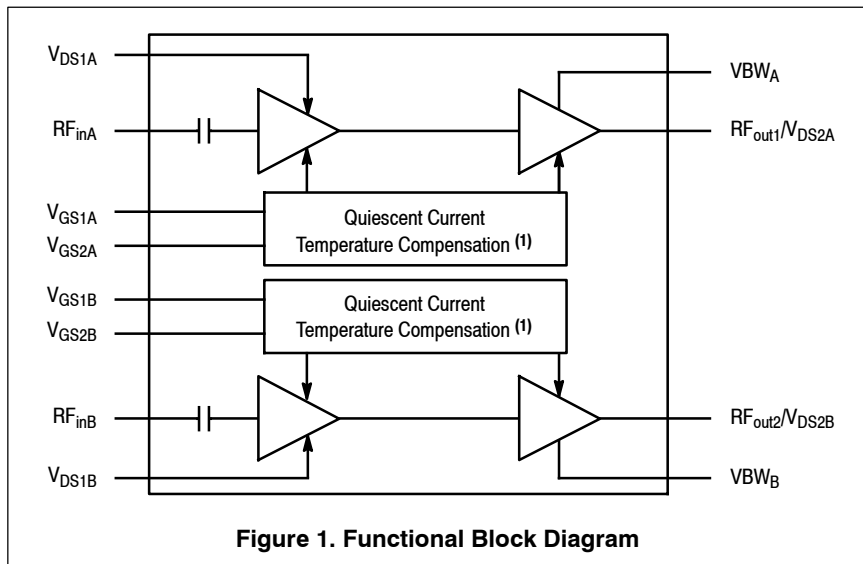 V_DS1A
RF_inA
V_GS1A
V_GS2A
V_GS1B
V_GS2B
RF_inB
V_DS1B
Quiescent Current
Temperature Compensation (1)
Quiescent Current
Temperature Compensation (1)
VBW_A
RF_out1/V_DS2A
RF_out2/V_DS2B
VBW_B
Figure 1. Functional Block Diagram